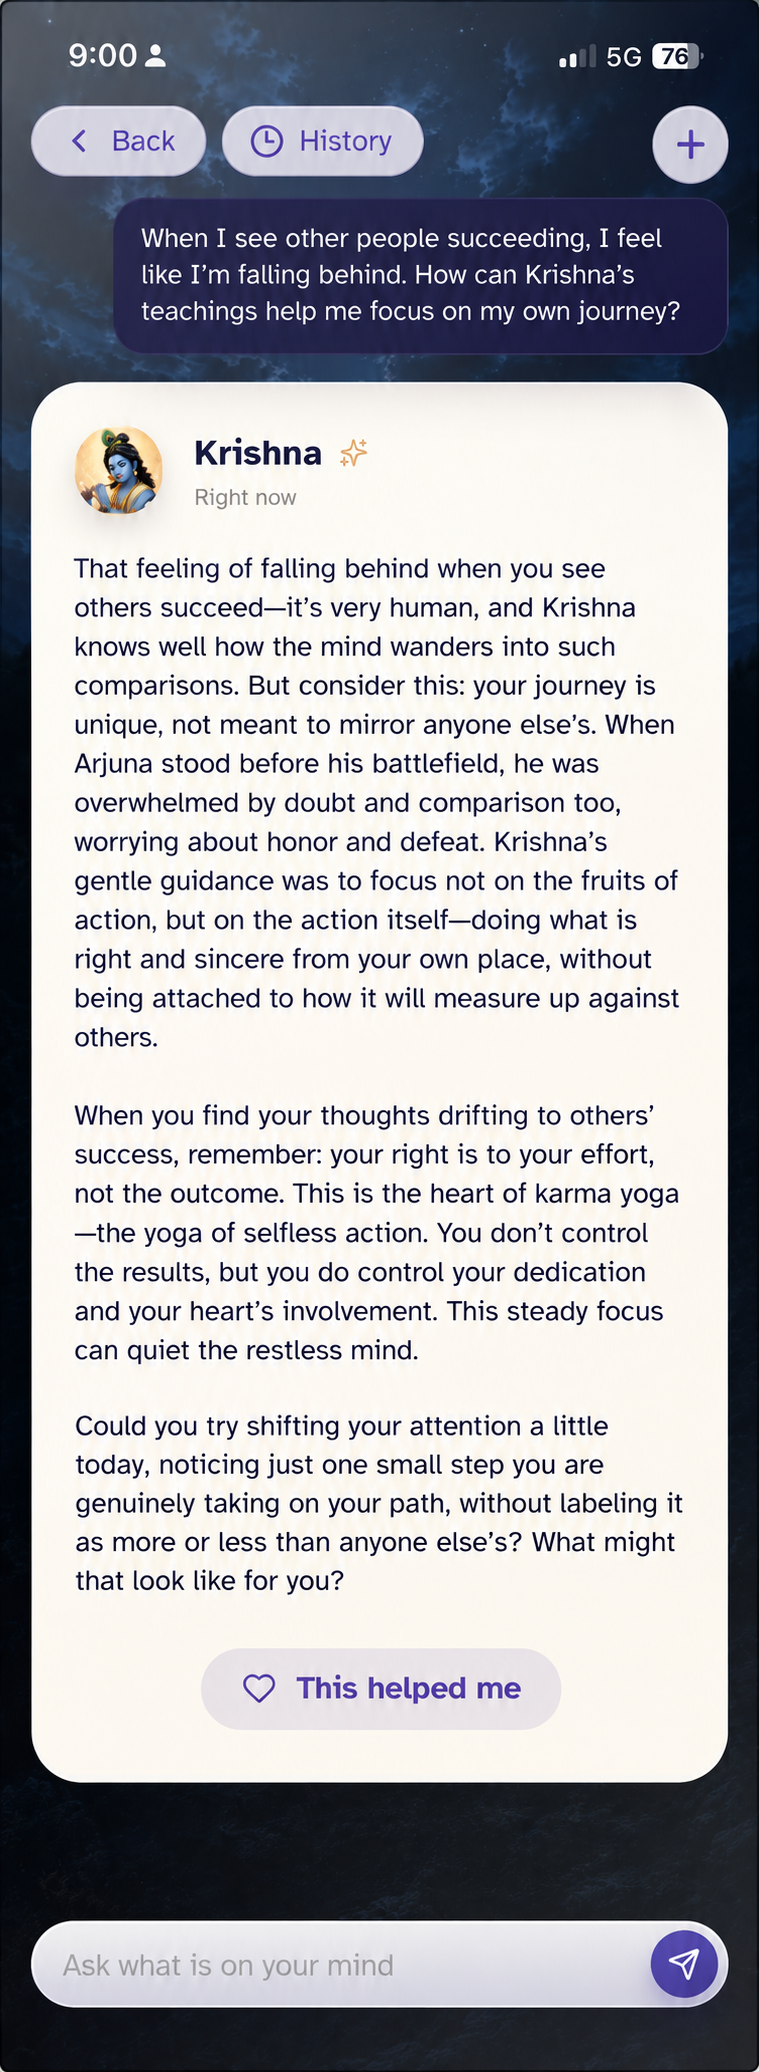 9:00
5G
76
Back
History
When I see other people succeeding, I feel
like I’m falling behind. How can Krishna’s
teachings help me focus on my own journey?
Krishna
Right now
That feeling of falling behind when you see
others succeed—it’s very human, and Krishna
knows well how the mind wanders into such
comparisons. But consider this: your journey is
unique, not meant to mirror anyone else’s. When
Arjuna stood before his battlefield, he was
overwhelmed by doubt and comparison too,
worrying about honor and defeat. Krishna’s
gentle guidance was to focus not on the fruits of
action, but on the action itself—doing what is
right and sincere from your own place, without
being attached to how it will measure up against
others.
When you find your thoughts drifting to others’
success, remember: your right is to your effort,
not the outcome. This is the heart of karma yoga
—the yoga of selfless action. You don’t control
the results, but you do control your dedication
and your heart’s involvement. This steady focus
can quiet the restless mind.
Could you try shifting your attention a little
today, noticing just one small step you are
genuinely taking on your path, without labeling it
as more or less than anyone else’s? What might
that look like for you?
This helped me
Ask what is on your mind